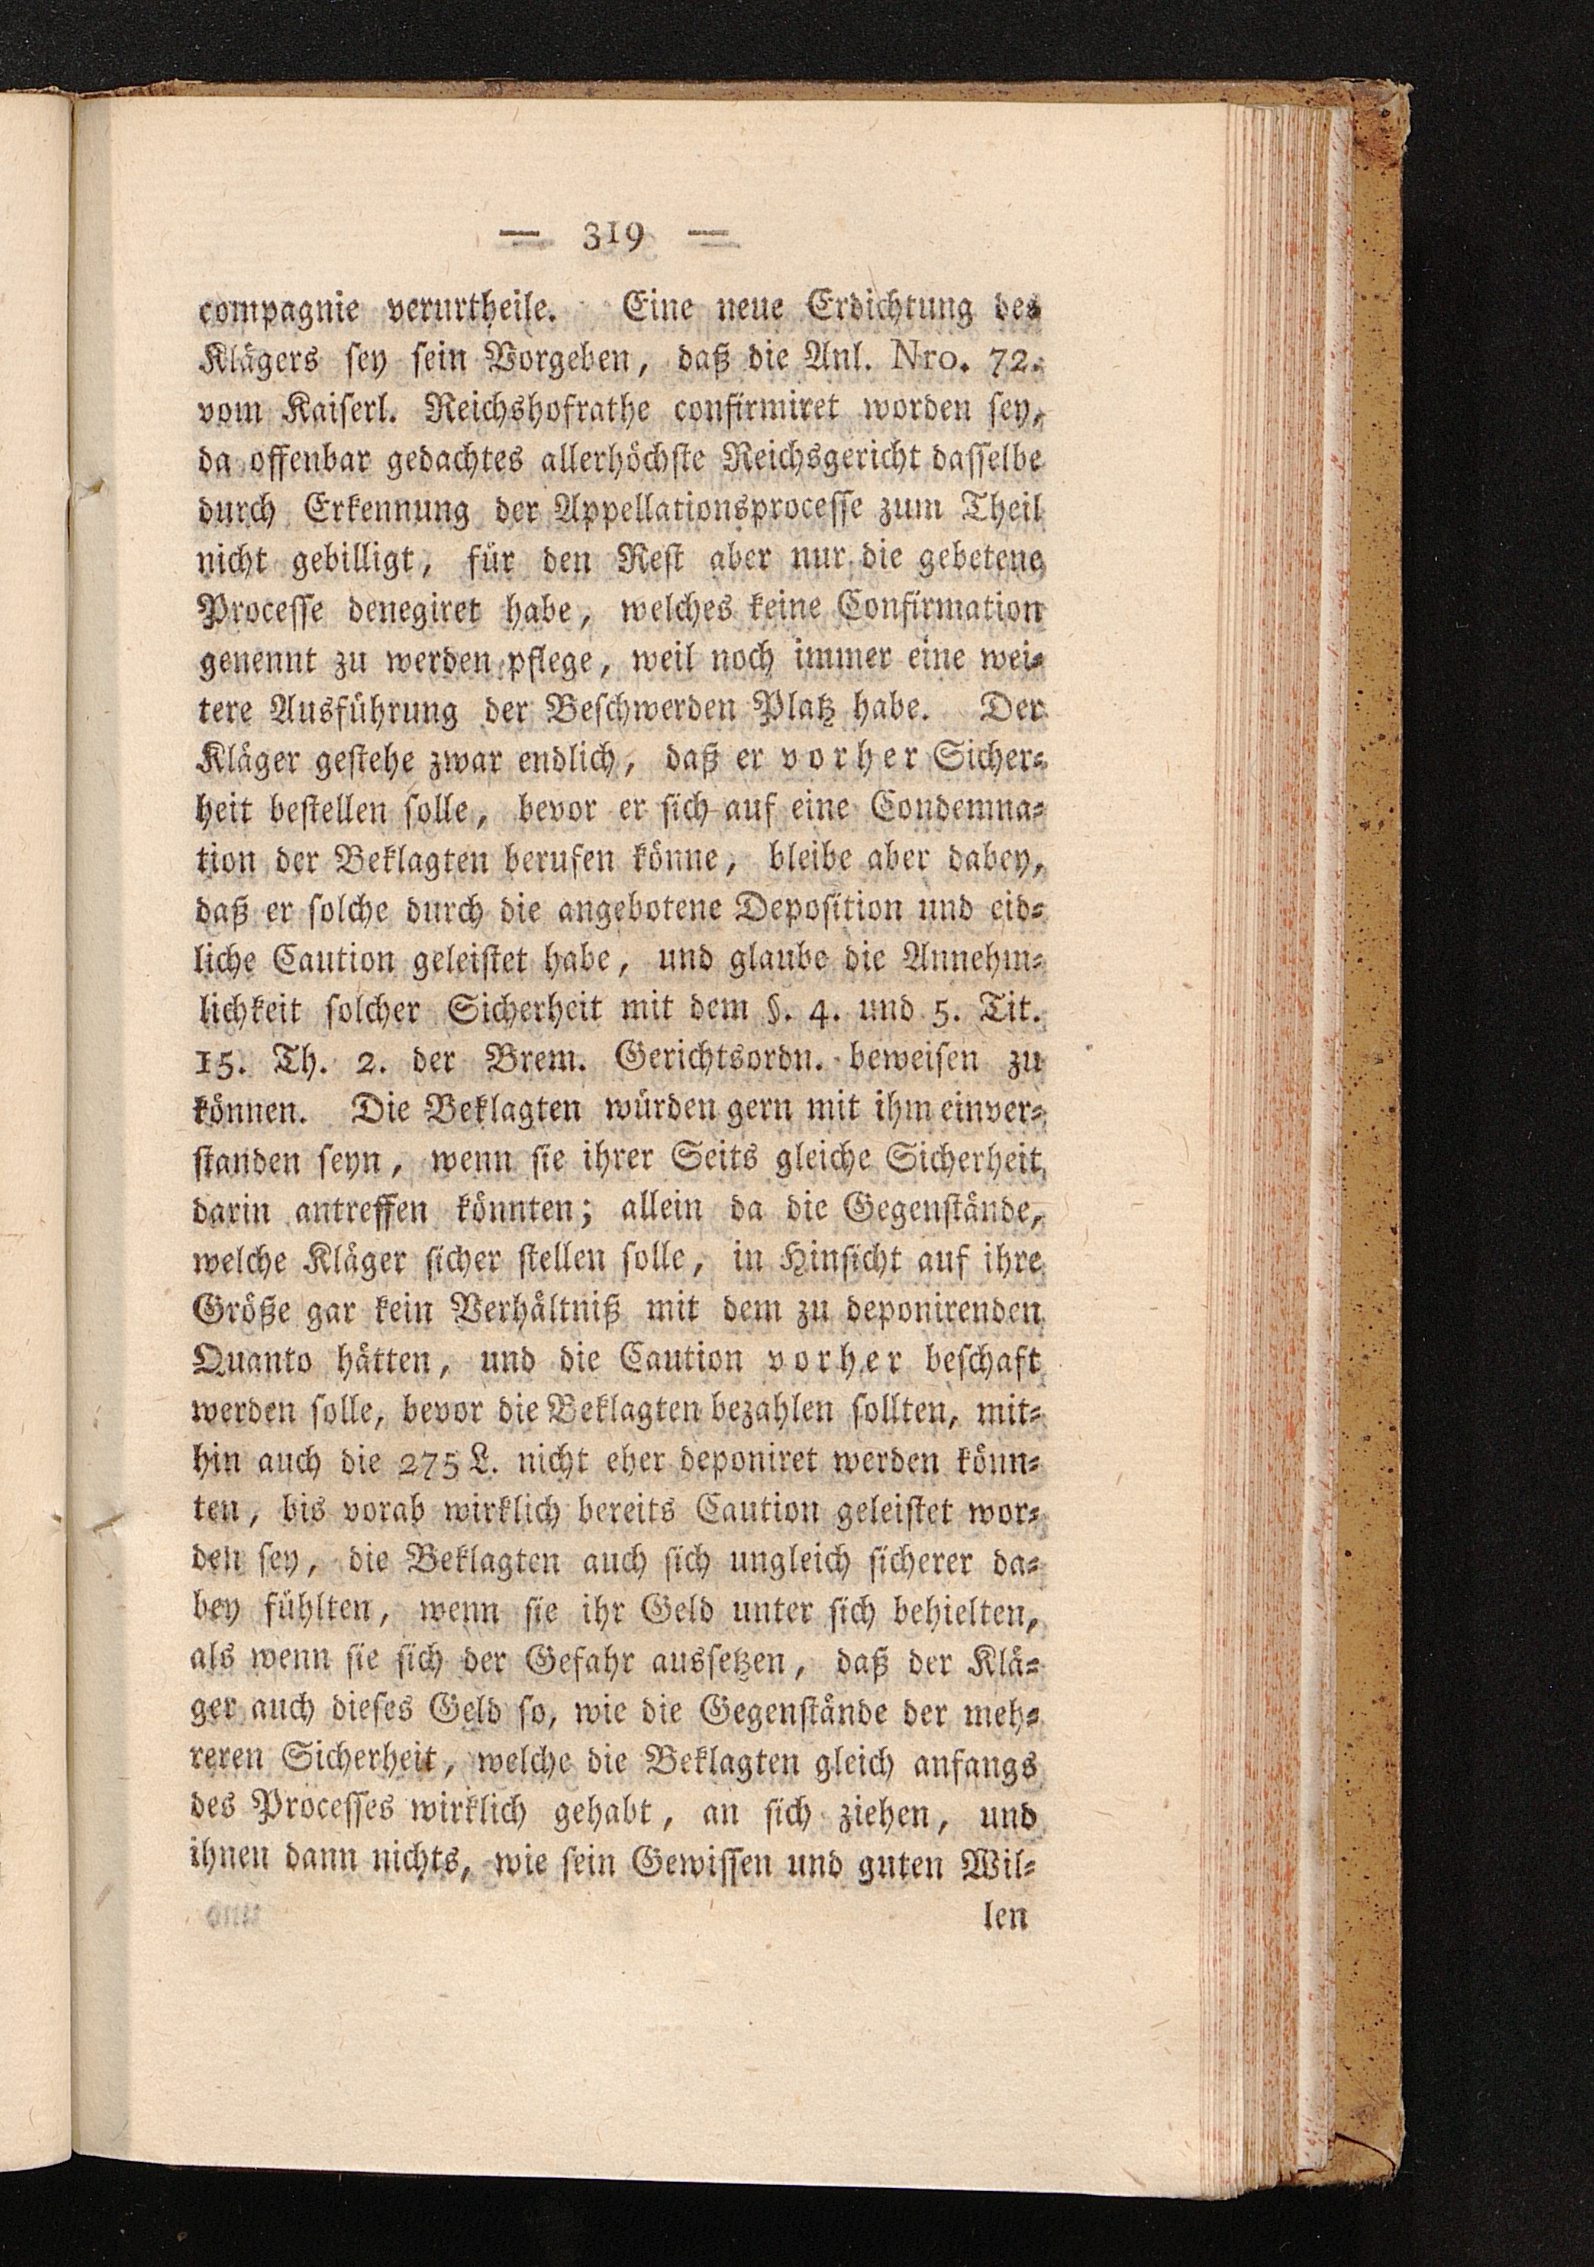 — 319 —
compagnie verurtheile. Eine neue Erdichtung des
Klägers sey sein Vorgeben, daß die Anl. Nro. 72.
vom Kaiserl. Reichshofrathe confirmiret worden sey,
da offenbar gedachtes allerhöchste Reichsgericht dasselbe
durch Erkennung der Appellationsprocesse zum Theil
nicht gebilligt, für den Rest aber nur die gebetene
Processe denegiret habe, welches keine Confirmation
genennt zu werden pflege, weil noch immer eine wei⸗
tere Ausführung der Beschwerden Platz habe. Der
Kläger gestehe zwar endlich, daß er vorher Sicher⸗
heit bestellen solle, bevor er sich auf eine Condemna⸗
tion der Beklagten berufen könne, bleibe aber dabey,
daß er solche durch die angebotene Deposition und eid⸗
liche Caution geleistet habe, und glaube die Annehm⸗
lichkeit solcher Sicherheit mit dem §. 4. und 5. Tit.
15. Th. 2. der Brem. Gerichtsordn. beweisen zu
können. Die Beklagten würden gern mit ihm einver⸗
standen seyn, wenn sie ihrer Seits gleiche Sicherheit
darin antreffen könnten; allein da die Gegenstände,
welche Kläger sicher stellen solle, in Hinsicht auf ihre
Größe gar kein Verhältniß mit dem zu deponirenden
Quanto hätten, und die Caution vorher beschaft
werden solle, bevor die Beklagten bezahlen sollten, mit⸗
hin auch die 275 L. nicht eher deponiret werden könn⸗
ten, bis vorab wirklich bereits Caution geleistet wor⸗
den sey, die Beklagten auch sich ungleich sicherer da⸗
bey fühlten, wenn sie ihr Geld unter sich behielten,
als wenn sie sich der Gefahr aussetzen, daß der Klä⸗
ger auch dieses Geld so, wie die Gegenstände der meh⸗
reren Sicherheit, welche die Beklagten gleich anfangs
des Processes wirklich gehabt, an sich ziehen, und
ihnen dann nichts, wie sein Gewissen und guten Wil⸗
len